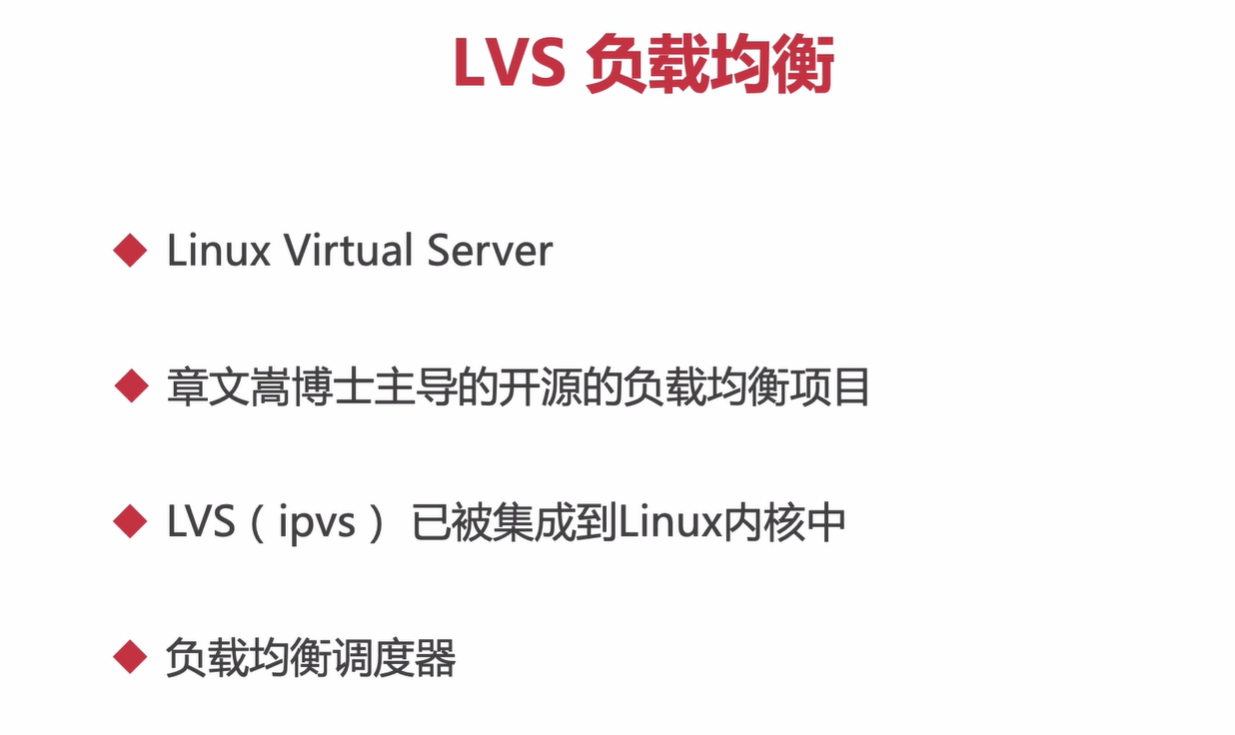 LVS 负载均衡
Linux Virtual Server
章文嵩博士主导的开源的负载均衡项目
LVS（ipvs） 已被集成到Linux内核中
负载均衡调度器